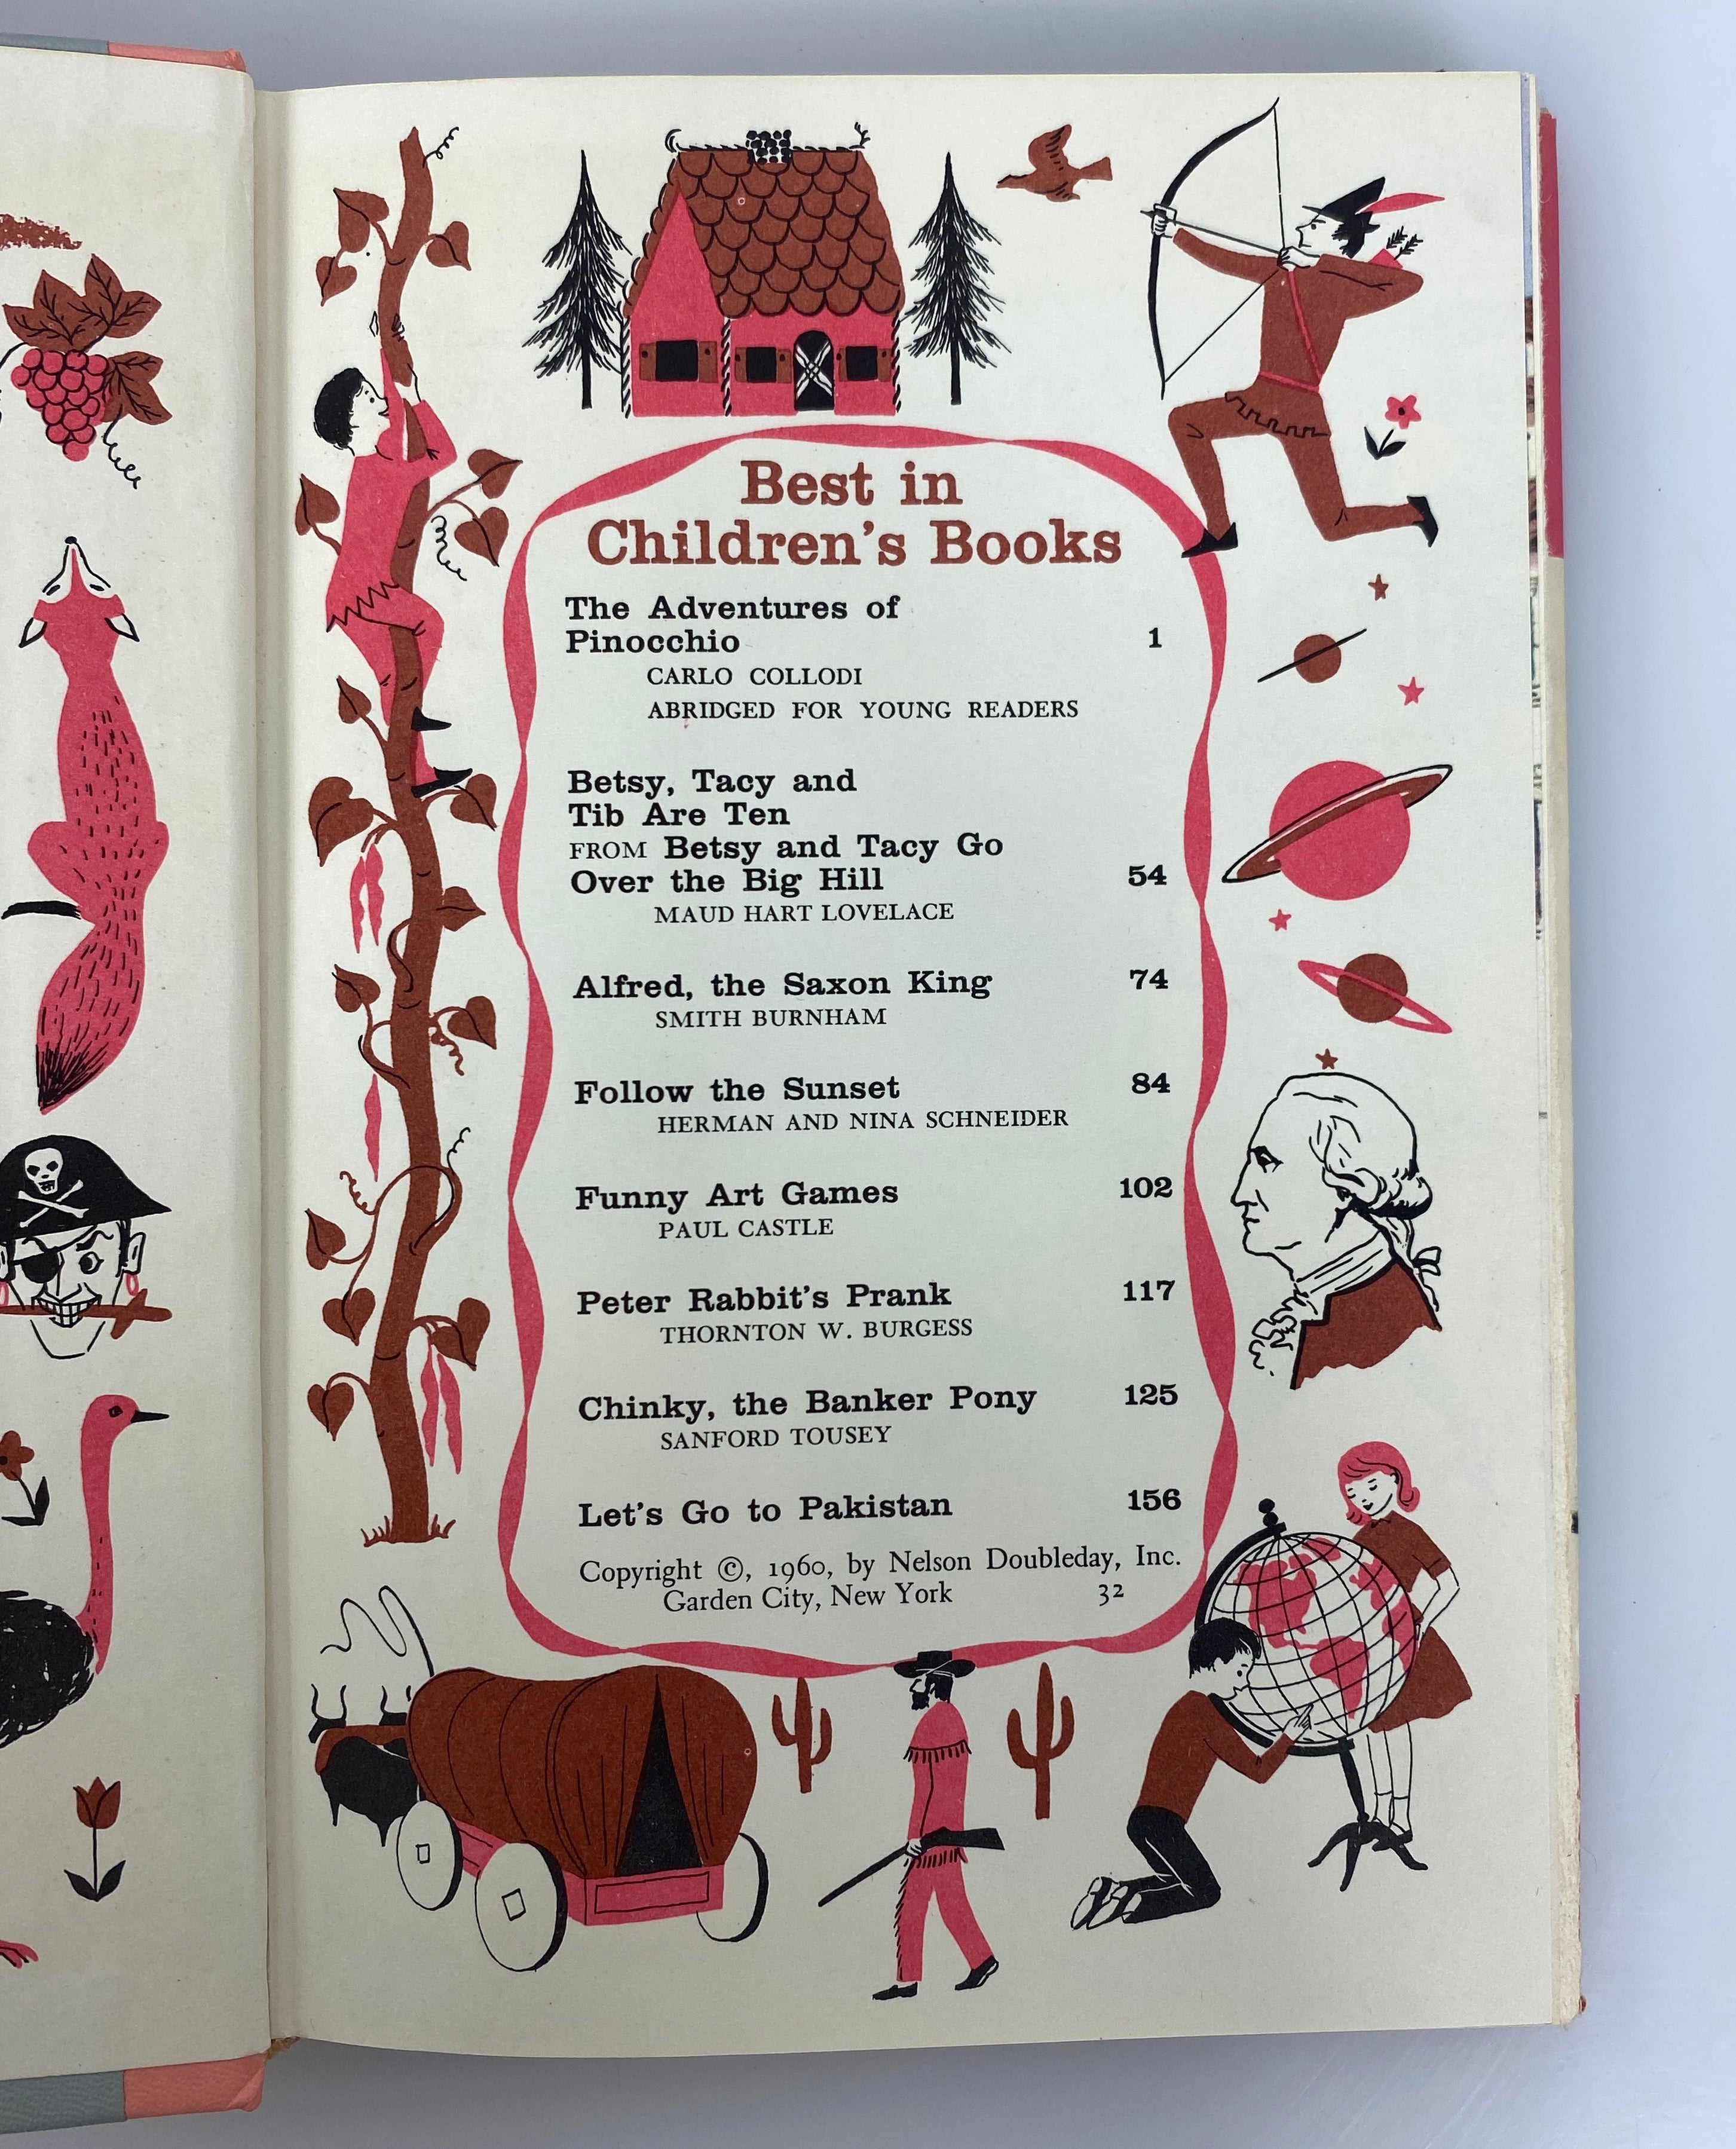 Best in
Children's Books
The Adventures of
Pinocchio 1
CARLO COLLODI
ABRIDGED FOR YOUNG READERS
Betsy, Tacy and
Tib Are Ten
FROM Betsy and Tacy Go
Over the Big Hill 54
MAUD HART LOVELACE
Alfred, the Saxon King 74
SMITH BURNHAM
Follow the Sunset 84
HERMAN AND NINA SCHNEIDER
Funny Art Games 102
PAUL CASTLE
Peter Rabbit's Prank 117
THORNTON W. BURGESS
Chinky, the Banker Pony 125
SANFORD TOUSEY
Let's Go to Pakistan 156
Copyright ©, 1960, by Nelson Doubleday, Inc.
Garden City, New York 32